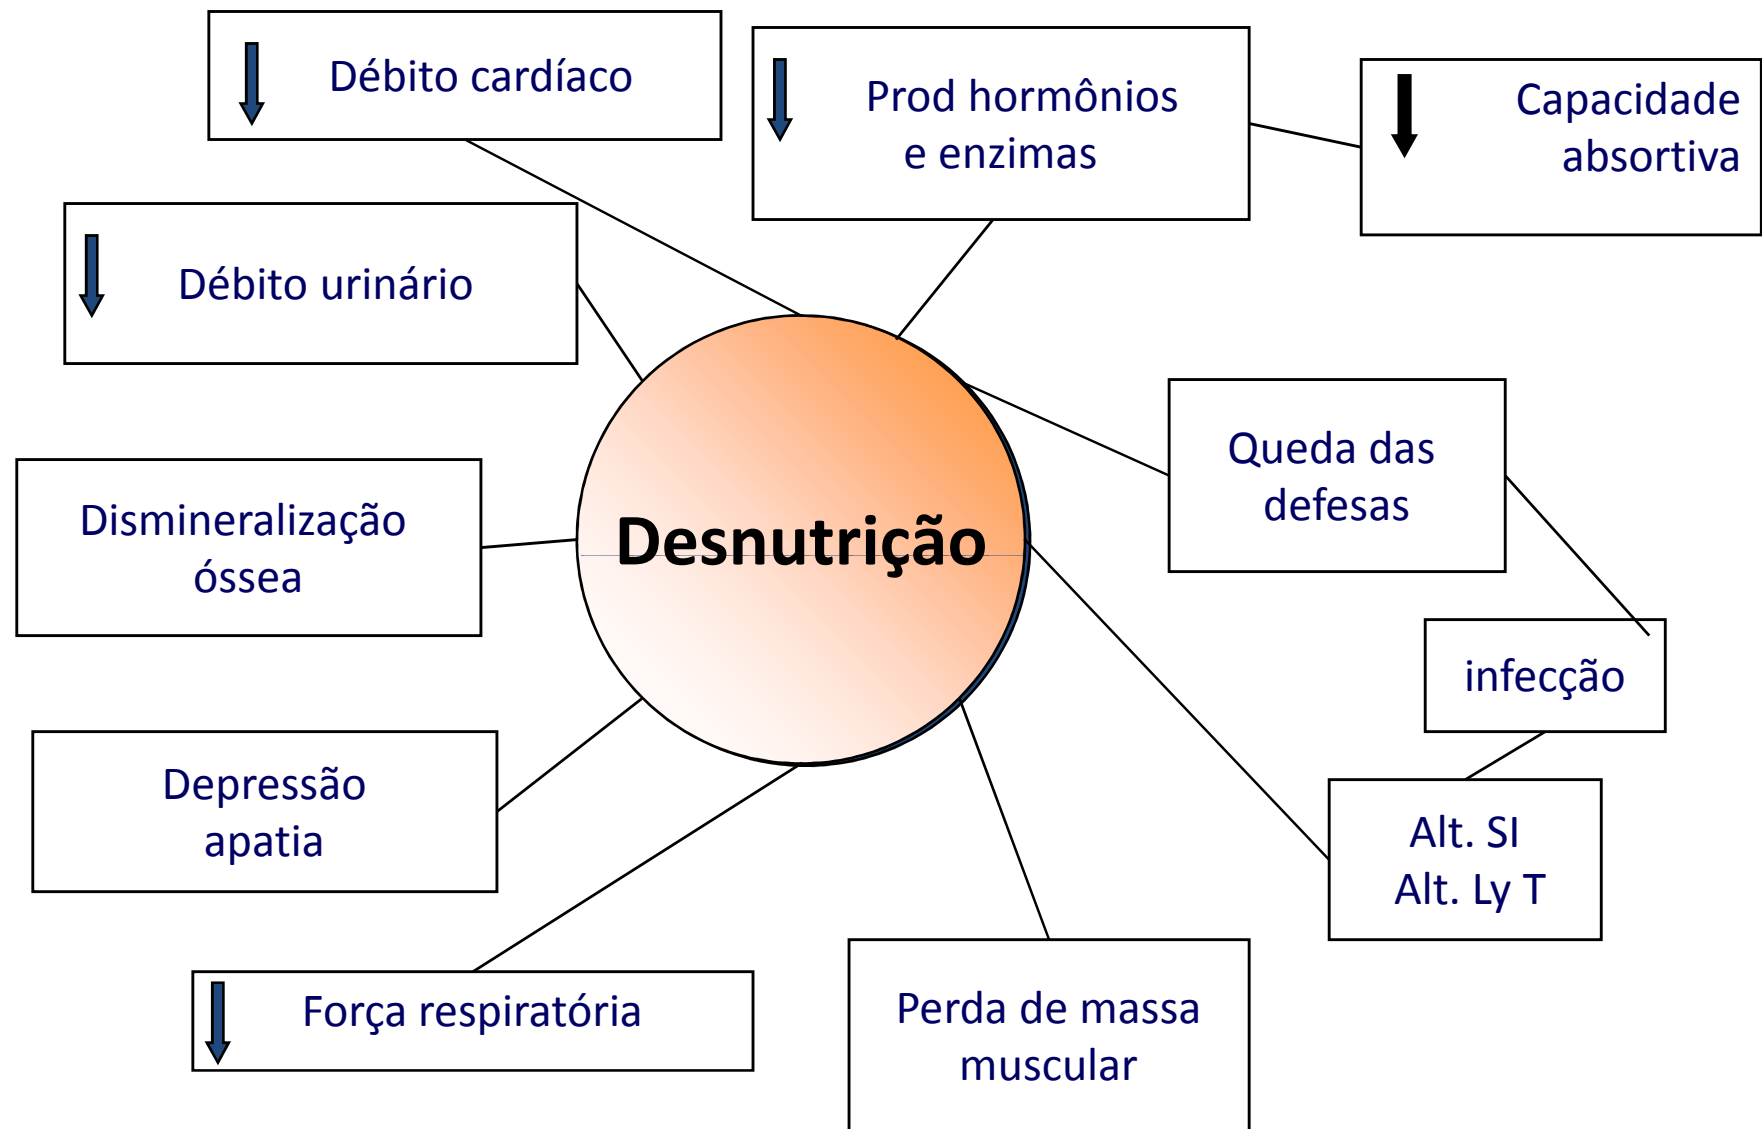 Débito cardíaco
Prod hormônios
e enzimas
Capacidade
absortiva
Débito urinário
Queda das
defesas
Dismineralização
óssea
Desnutrição
infecção
Depressão
apatia
Alt. SI
Alt. Ly T
Força respiratória
Perda de massa
muscular